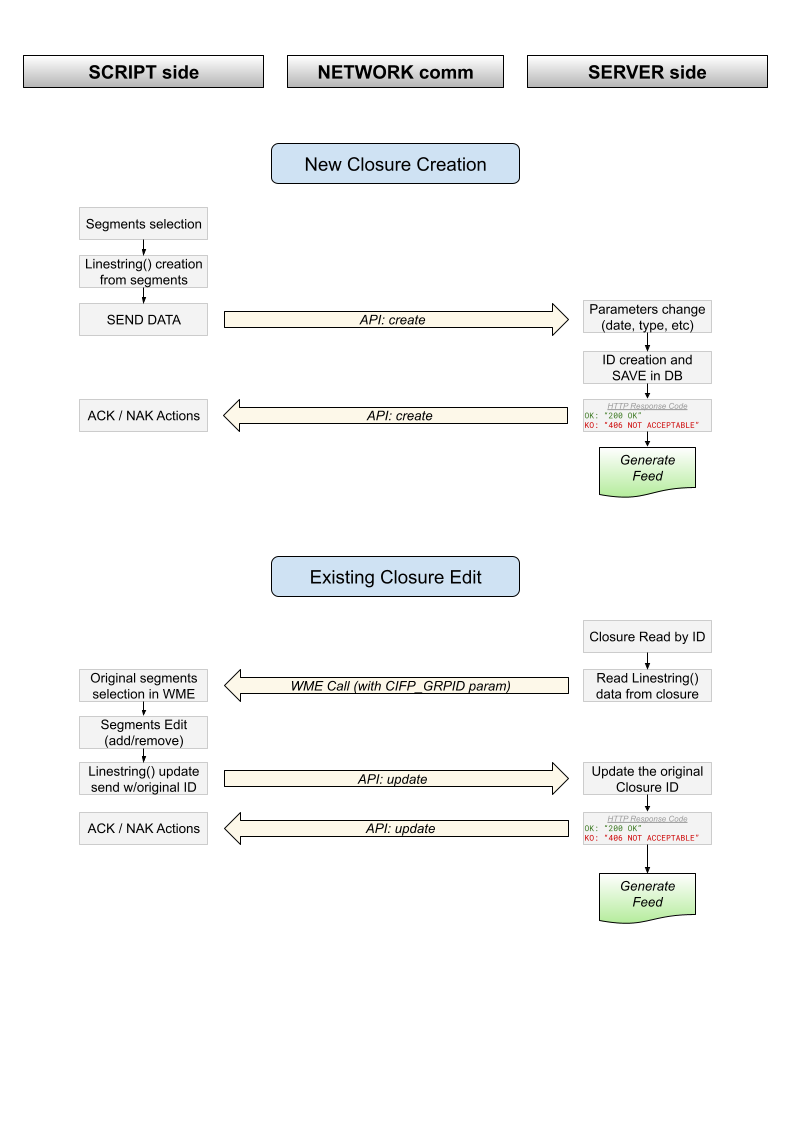 SCRIPT side
NETWORK comm
SERVER side
New Closure Creation
Segments selection
Linestring() creation
from segments
SEND DATA
API: create
Parameters change
(date, type, etc)
ID creation and
SAVE in DB
ACK / NAK Actions
API: create
HTTP Response Code
OK: "200 OK"
KO: "406 NOT ACCEPTABLE"
Generate
Feed
Existing Closure Edit
Closure Read by ID
Original segments
selection in WME
WME Call (with CIFP_GRPID param)
Read Linestring()
data from closure
Segments Edit
(add/remove)
Linestring() update
send w/original ID
API: update
Update the original
Closure ID
ACK / NAK Actions
API: update
HTTP Response Code
OK: "200 OK"
KO: "406 NOT ACCEPTABLE"
Generate
Feed